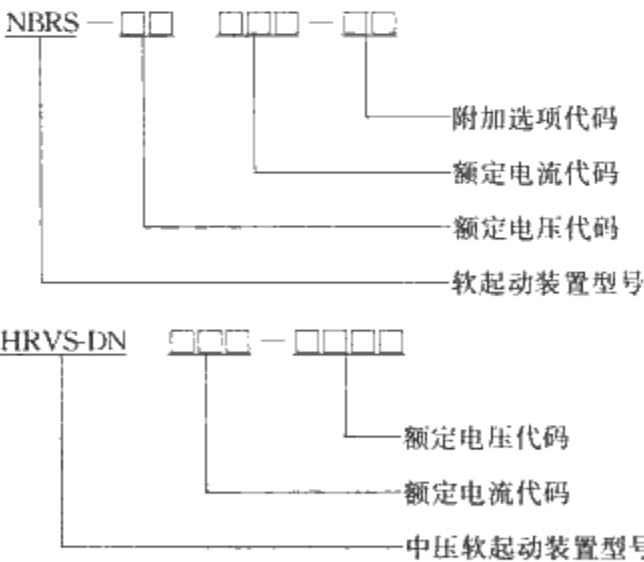 NBRS—□□ □□□—□□
附加选项代码
额定电流代码
额定电压代码
软起动装置型号
HRVS-DN □□□—□□□□
额定电压代码
额定电流代码
中压软起动装置型号